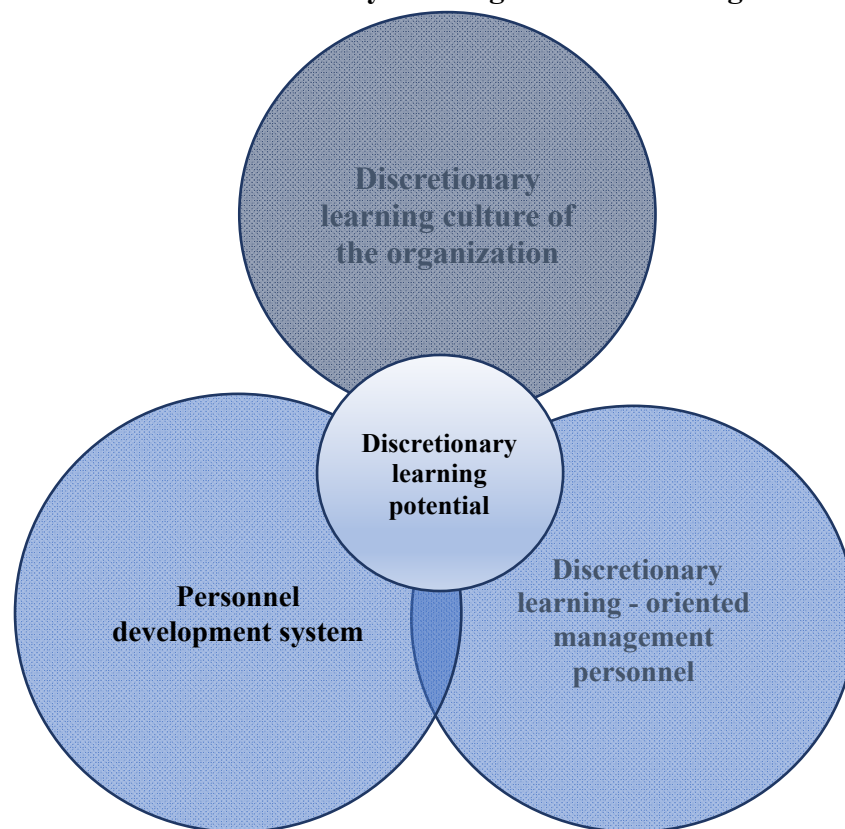 Discretionary
learning culture of
the organization
Discretionary
learning
potential
Personnel
development system
Discretionary
learning - oriented
management
personnel